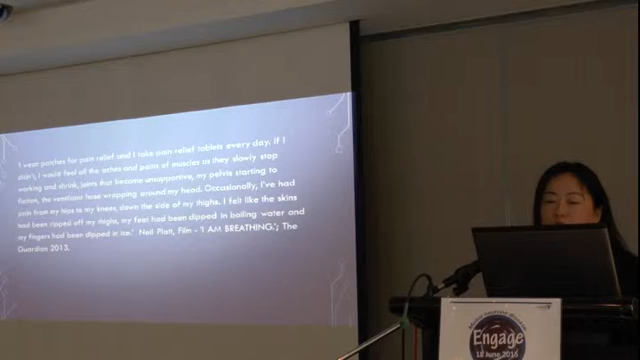 'I wear patches for pain relief and I take pain relief tablets every day. If I
didn't, I would feel all the aches and pains of muscles as they slowly stop
working and shrink, joints that become unsupportive, my pelvis starting to
flatten, the ventilator hose wrapping around my head. Occasionally, I've had
pain from my hips to my knees, down the side of my thighs. I felt like the skins
had been ripped off my thighs, my feet had been dipped in boiling water and
my fingers had been dipped in ice.' Neil Platt, Film - 'I AM BREATHING.'; The
Guardian 2013.
Engage
18 June 2016